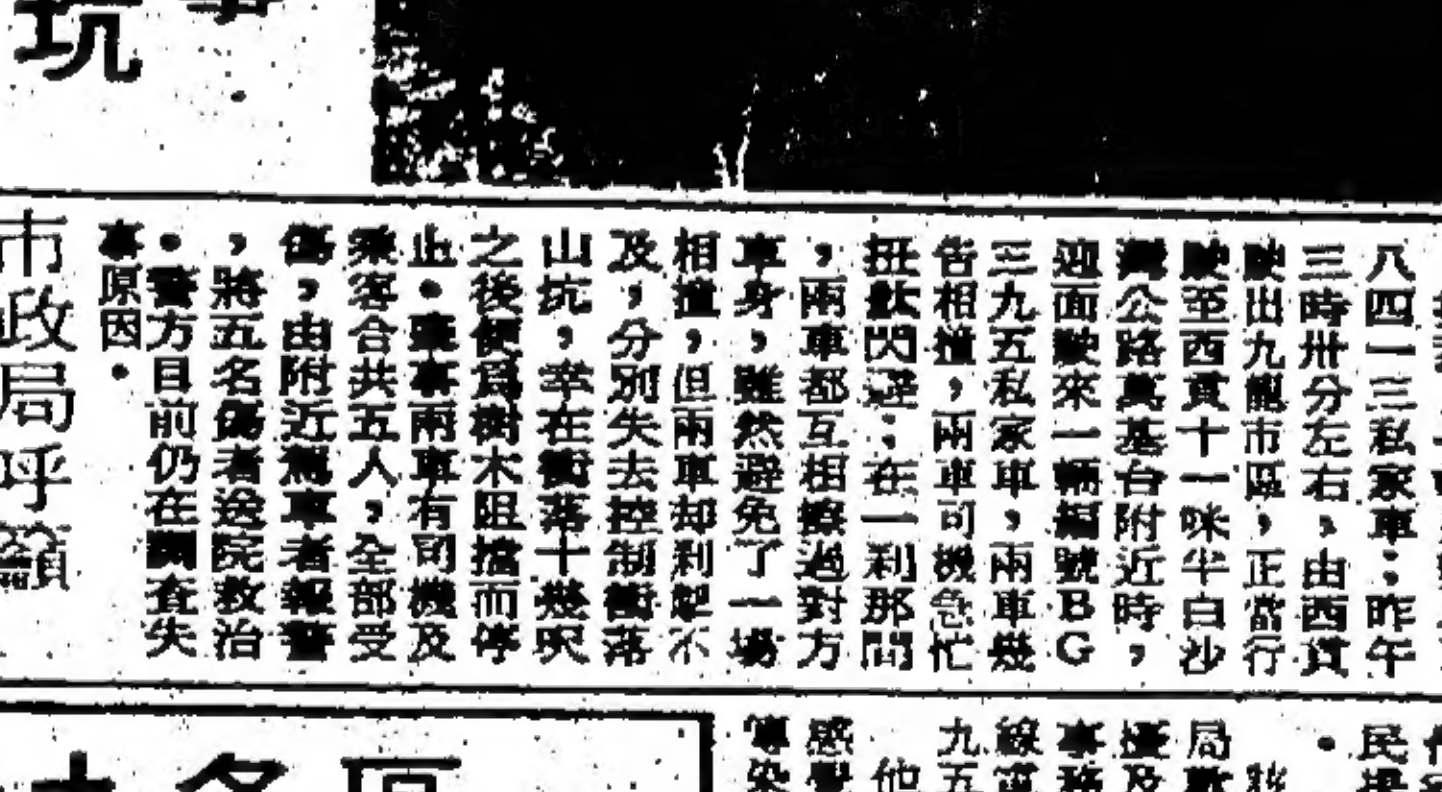 八四一三私家車；昨午
三時卅分左右，由西貢
駛出九龍市區，正當行
駛至西貢十一咪半白沙
灣公路萬基台附近時，
迎面駛來一輛編號BG
三九五私家車，兩車幾
告相撞，兩車司機急忙
扭軚閃避；在一剎那間
，兩車都互相擦過對方
車身，雖然避免了一場
相撞，但兩車却剎掣不
及，分別失去控制衝落
山坑，幸在衝落十幾呎
之後便爲樹木阻擋而停
止。肇事兩車有司機及
乘客合共五人，全部受
傷，由附近駕車者報警
，將五名傷者送院救治
。警方目前仍在調查失
事原因。
市政局呼籲
坑